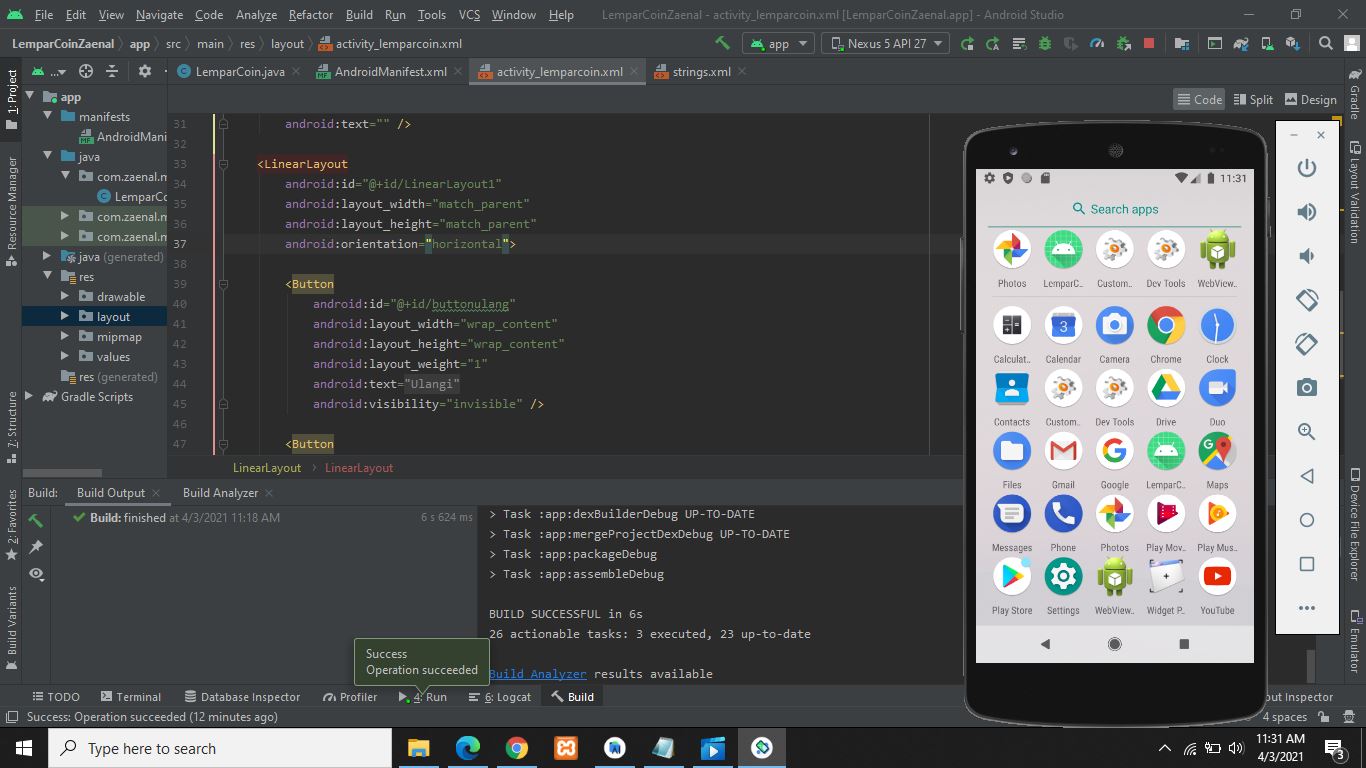 File Edit View Navigate Code Analyze Refactor Build Run Tools VCS Window Help LemparCoinZaenal - activity_lemparcoin.xml [LemparCoinZaenal.app] - Android Studio
LemparCoinZaenal app src main res layout activity_lemparcoin.xml app Nexus 5 API 27
1: Project
Resource Manager
7: Structure
2: Favorites
Build Variants
... LemparCoin.java AndroidManifest.xml activity_lemparcoin.xml strings.xml
Code Split Design
app
manifests
AndroidMani
java
com.zaenal.m
LemparCo
com.zaenal.m
com.zaenal.m
java (generated)
res
drawable
layout
mipmap
values
res (generated)
Gradle Scripts
31 android:text="" />
32
33 <LinearLayout
34 android:id="@+id/LinearLayout1"
35 android:layout_width="match_parent"
36 android:layout_height="match_parent"
37 android:orientation="horizontal">
38
39 <Button
40 android:id="@+id/buttonulang"
41 android:layout_width="wrap_content"
42 android:layout_height="wrap_content"
43 android:layout_weight="1"
44 android:text="Ulangi"
45 android:visibility="invisible" />
46
47 <Button
LinearLayout LinearLayout
Build: Build Output Build Analyzer
Build: finished at 4/3/2021 11:18 AM 6 s 624 ms
> Task :app:dexBuilderDebug UP-TO-DATE
> Task :app:mergeProjectDexDebug UP-TO-DATE
> Task :app:packageDebug
> Task :app:assembleDebug
BUILD SUCCESSFUL in 6s
26 actionable tasks: 3 executed, 23 up-to-date
Build Analyzer results available
Success
Operation succeeded
11:31
Search apps
Photos LemparC.. Custom.. Dev Tools WebView..
Calculat.. Calendar Camera Chrome Clock
3
Contacts Custom.. Dev Tools Drive Duo
Files Gmail Google LemparC.. Maps
Messages Phone Photos Play Mov.. Play Mus..
Play Store Settings WebView.. Widget P.. YouTube
Gradle
Layout Validation
Device File Explorer
Emulator
TODO Terminal Database Inspector Profiler 4: Run 6: Logcat Build out Inspector
Success: Operation succeeded (12 minutes ago) 4 spaces
Type here to search 11:31 AM
4/3/2021
3